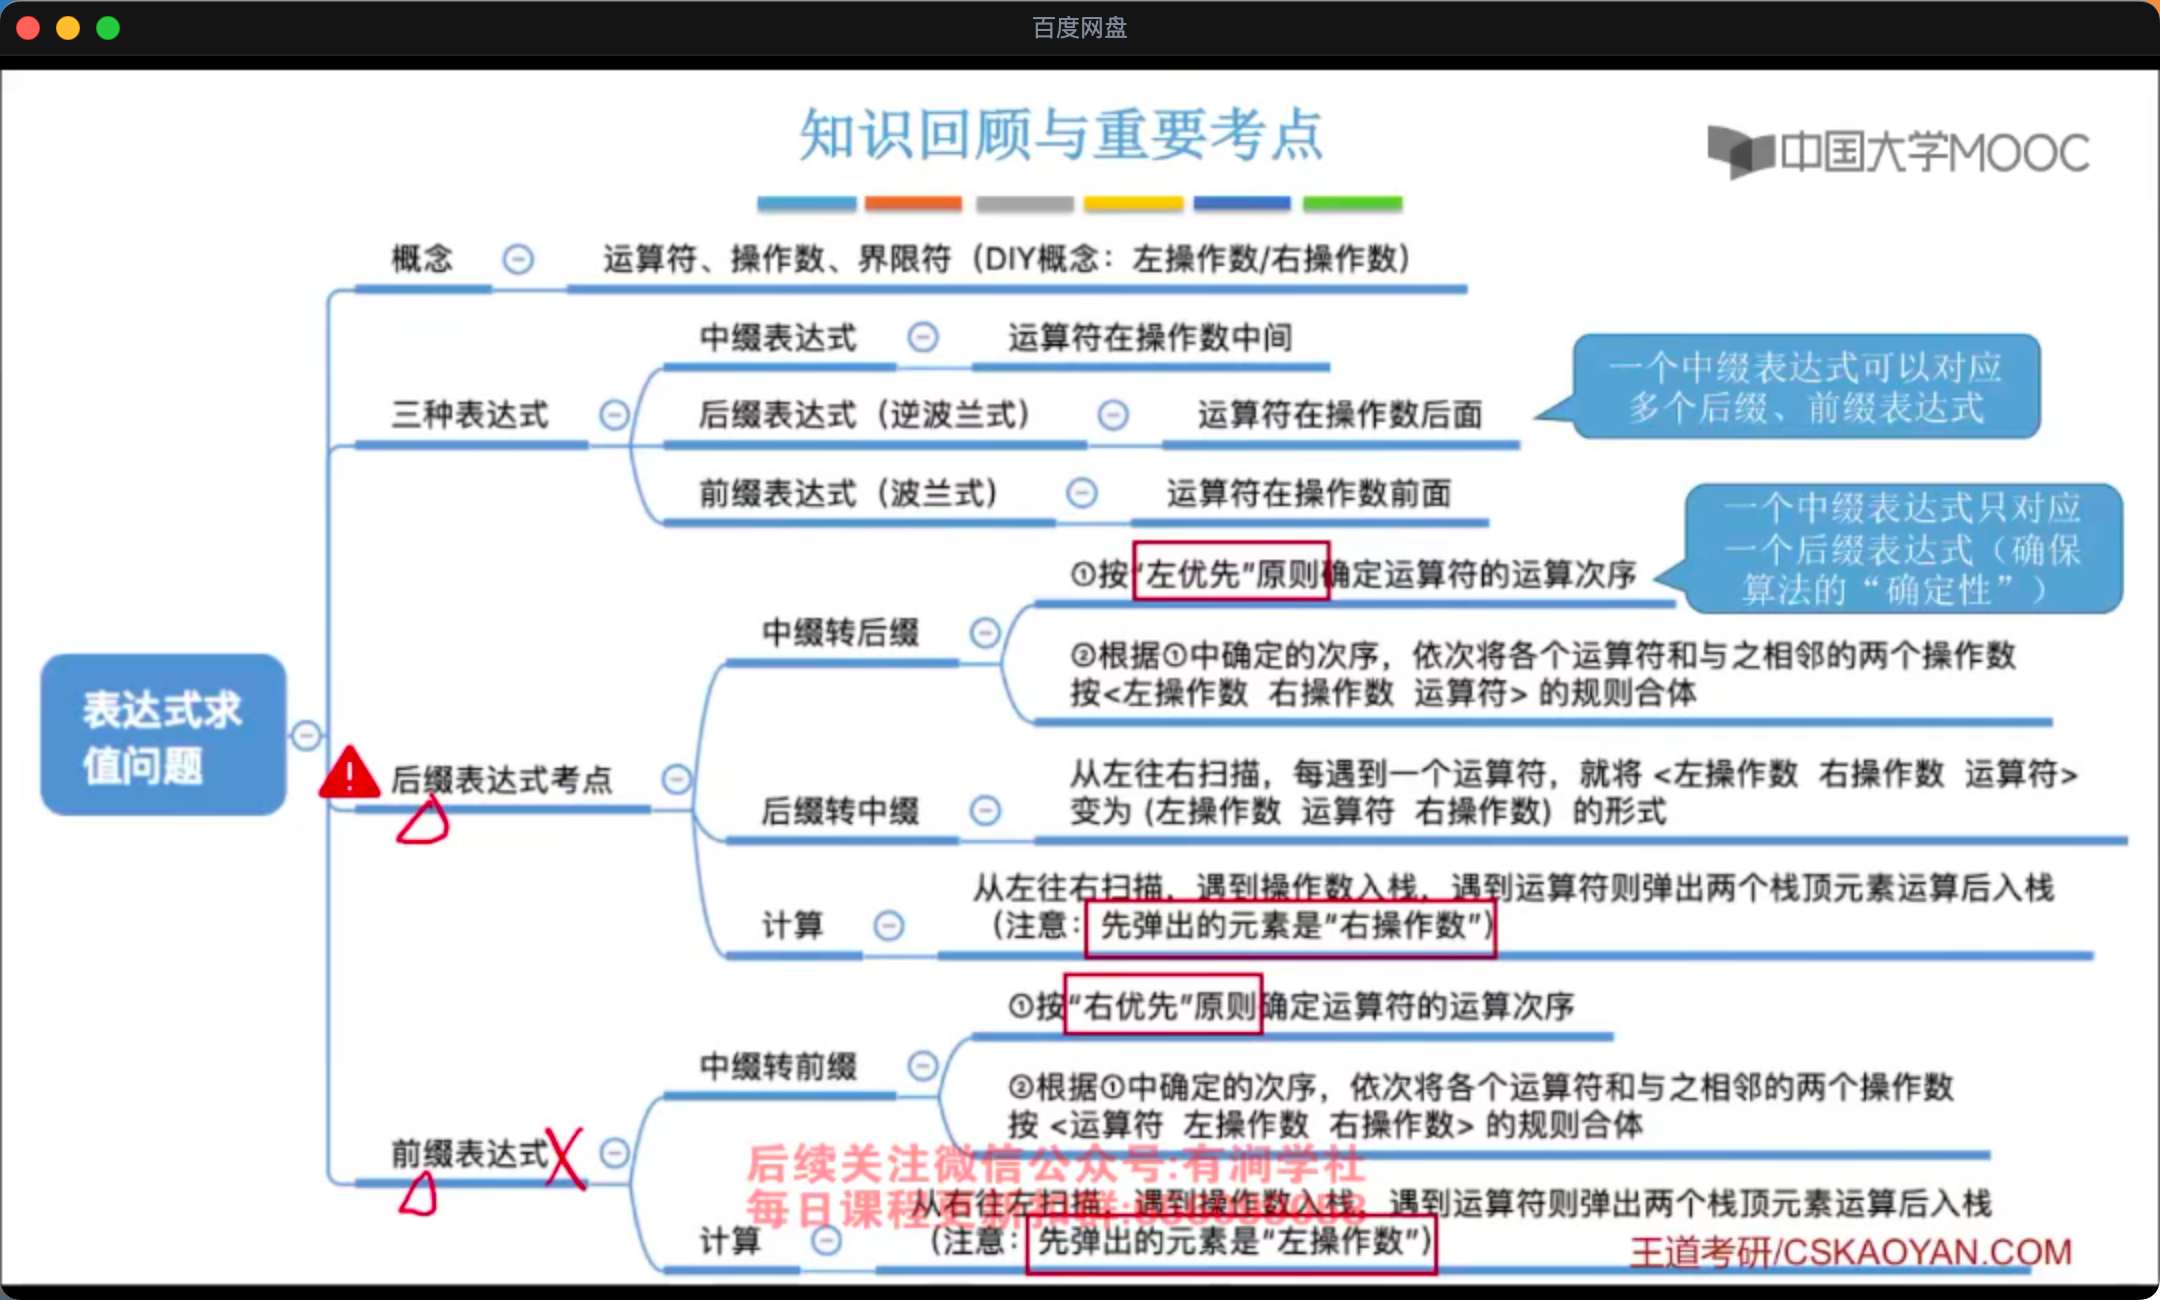 百度网盘
知识回顾与重要考点
中国大学MOOC
概念
运算符、操作数、界限符（DIY概念：左操作数/右操作数）
中缀表达式
运算符在操作数中间
三种表达式
后缀表达式（逆波兰式）
运算符在操作数后面
一个中缀表达式可以对应
多个后缀、前缀表达式
前缀表达式（波兰式）
运算符在操作数前面
①按“左优先”原则确定运算符的运算次序
一个中缀表达式只对应
一个后缀表达式（确保
算法的“确定性”）
中缀转后缀
②根据①中确定的次序，依次将各个运算符和与之相邻的两个操作数
按<左操作数 右操作数 运算符> 的规则合体
表达式求
值问题
后缀表达式考点
后缀转中缀
从左往右扫描，每遇到一个运算符，就将 <左操作数 右操作数 运算符>
变为 (左操作数 运算符 右操作数) 的形式
计算
从左往右扫描，遇到操作数入栈，遇到运算符则弹出两个栈顶元素运算后入栈
（注意：先弹出的元素是“右操作数”）
①按“右优先”原则确定运算符的运算次序
中缀转前缀
②根据①中确定的次序，依次将各个运算符和与之相邻的两个操作数
按 <运算符 左操作数 右操作数> 的规则合体
前缀表达式
后续关注微信公众号:有涧学社
每日课程更新
从右往左扫描，遇到操作数入栈，遇到运算符则弹出两个栈顶元素运算后入栈
计算
（注意：先弹出的元素是“左操作数”）
王道考研/CSKAOYAN.COM